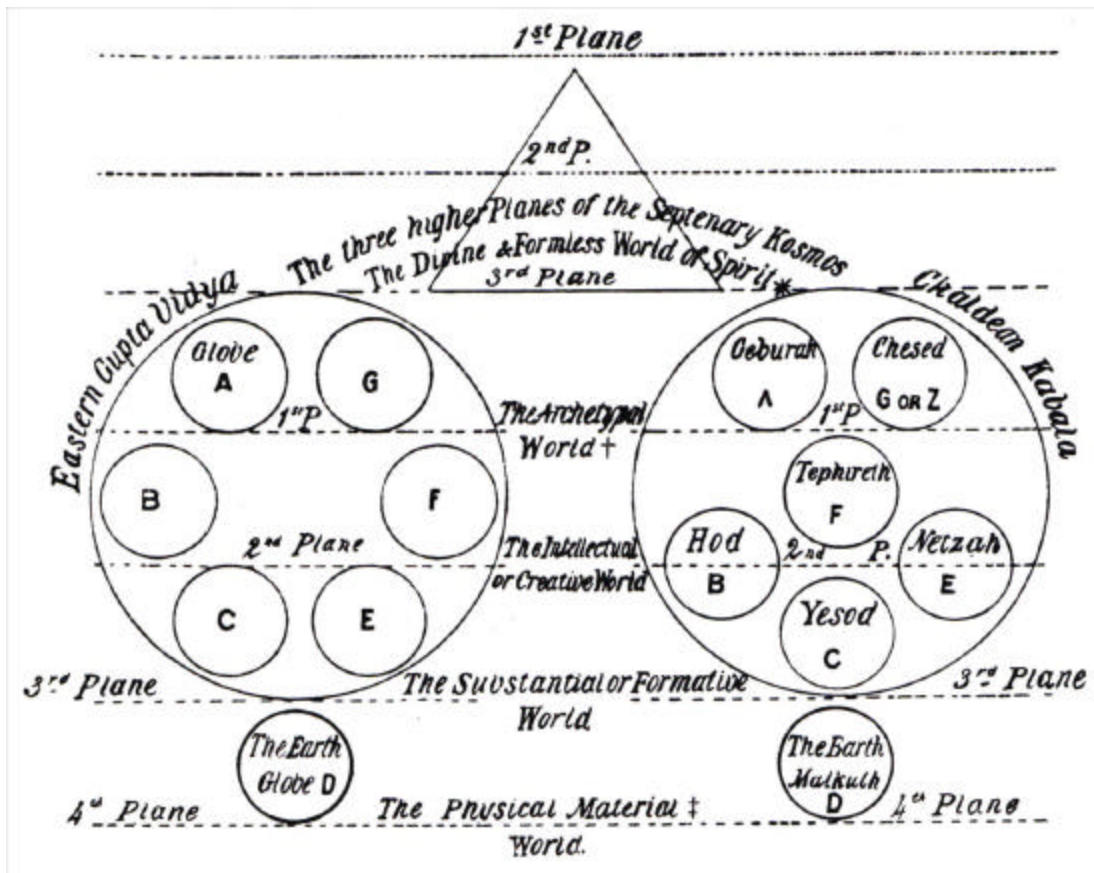 1st Plane
2nd P.
The three higher Planes of the Septenary Kosmos
The Divine & Formless World of Spirit *
3rd Plane
Eastern Gupta Vidya
Chaldean Kabala
Globe
A
G
1st P
The Archetypal
World †
Geburah
A
Chesed
G OR Z
1st P
B
F
2nd Plane
The Intellectual
or Creative World
Tephireth
F
Hod
B
2nd P.
Netzah
E
C
E
Yesod
C
3rd Plane
The Substantial or Formative
World
3rd Plane
The Earth
Globe D
The Earth
Malkuth
D
4th Plane
The Physical Material ‡
World.
4th Plane